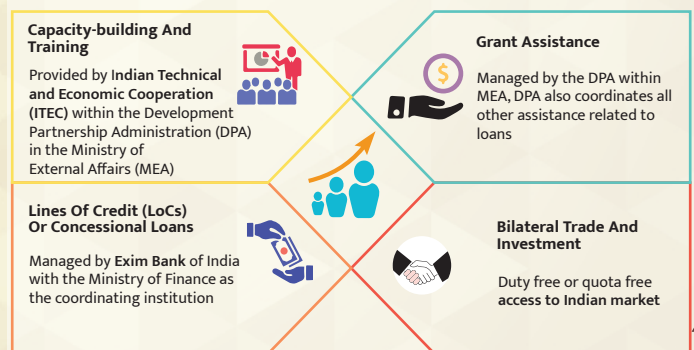 Capacity-building And
Training
Provided by Indian Technical
and Economic Cooperation
(ITEC) within the Development
Partnership Administration (DPA)
in the Ministry of
External Affairs (MEA)
Grant Assistance
Managed by the DPA within
MEA, DPA also coordinates all
other assistance related to
loans
$
Lines Of Credit (LoCs)
Or Concessional Loans
Managed by Exim Bank of India
with the Ministry of Finance as
the coordinating institution
Bilateral Trade And
Investment
Duty free or quota free
access to Indian market